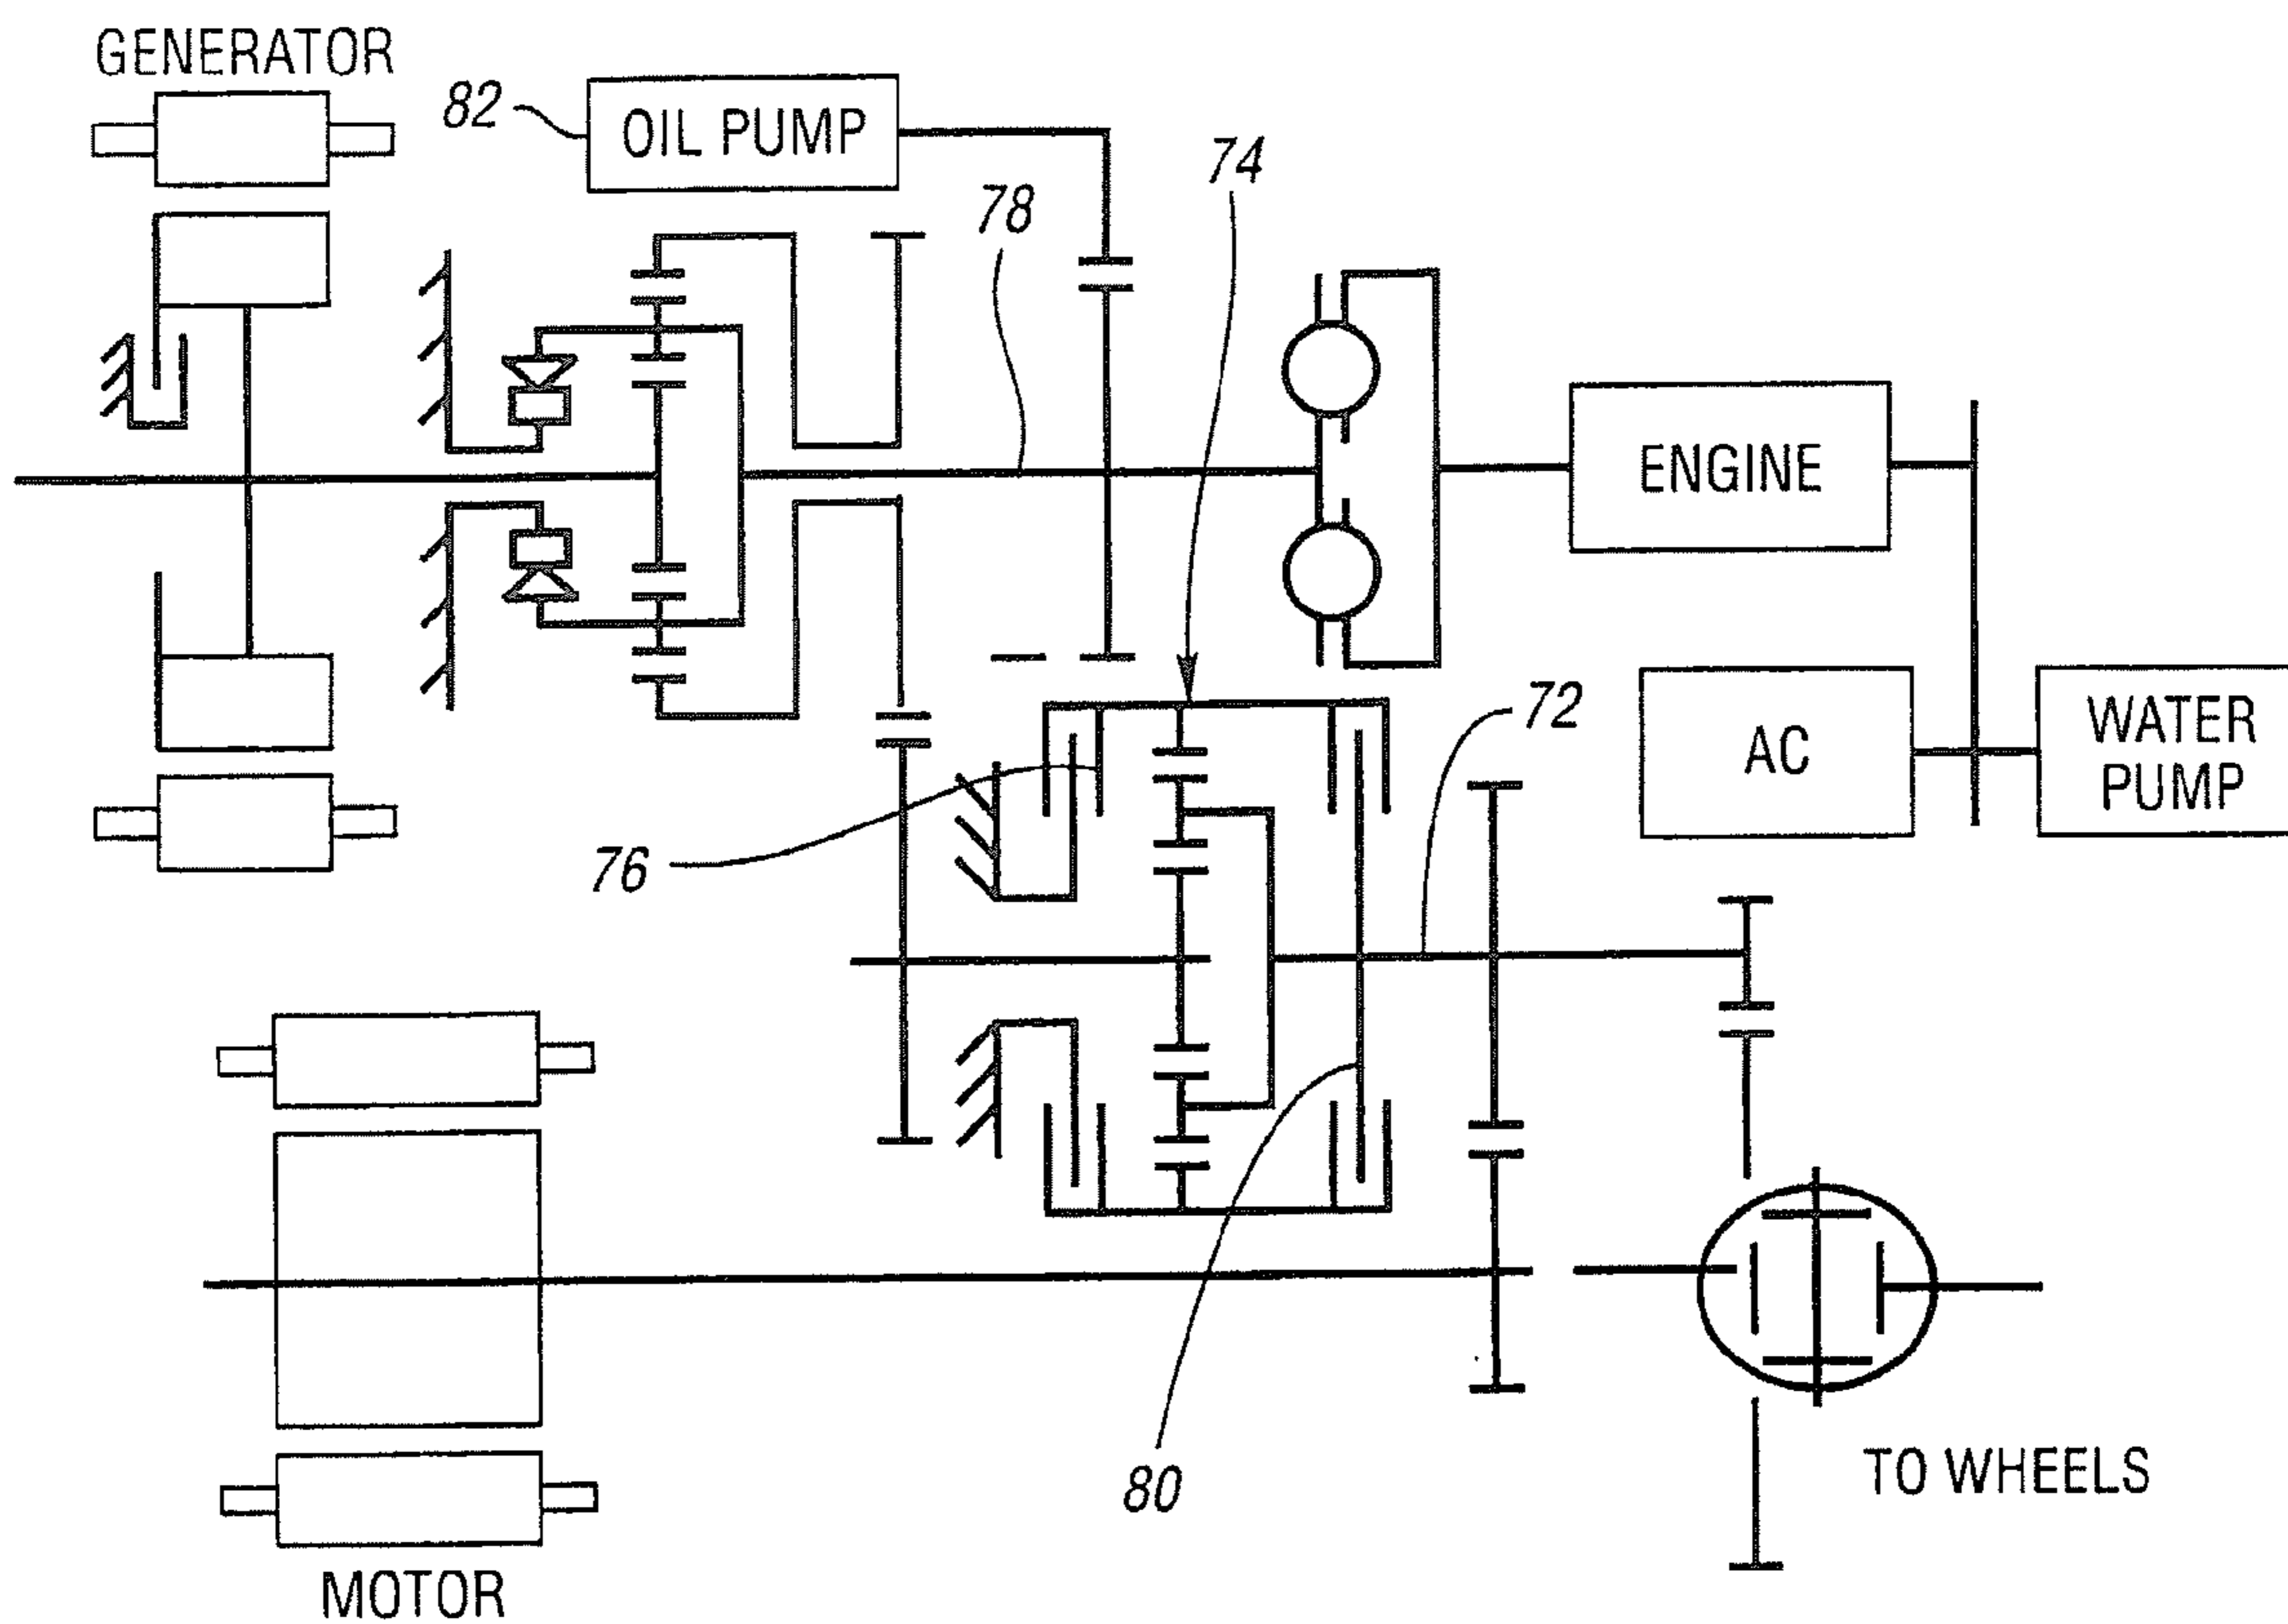 GENERATOR
82
OIL PUMP
74
78
ENGINE
72
AC
WATER
PUMP
76
80
TO WHEELS
MOTOR